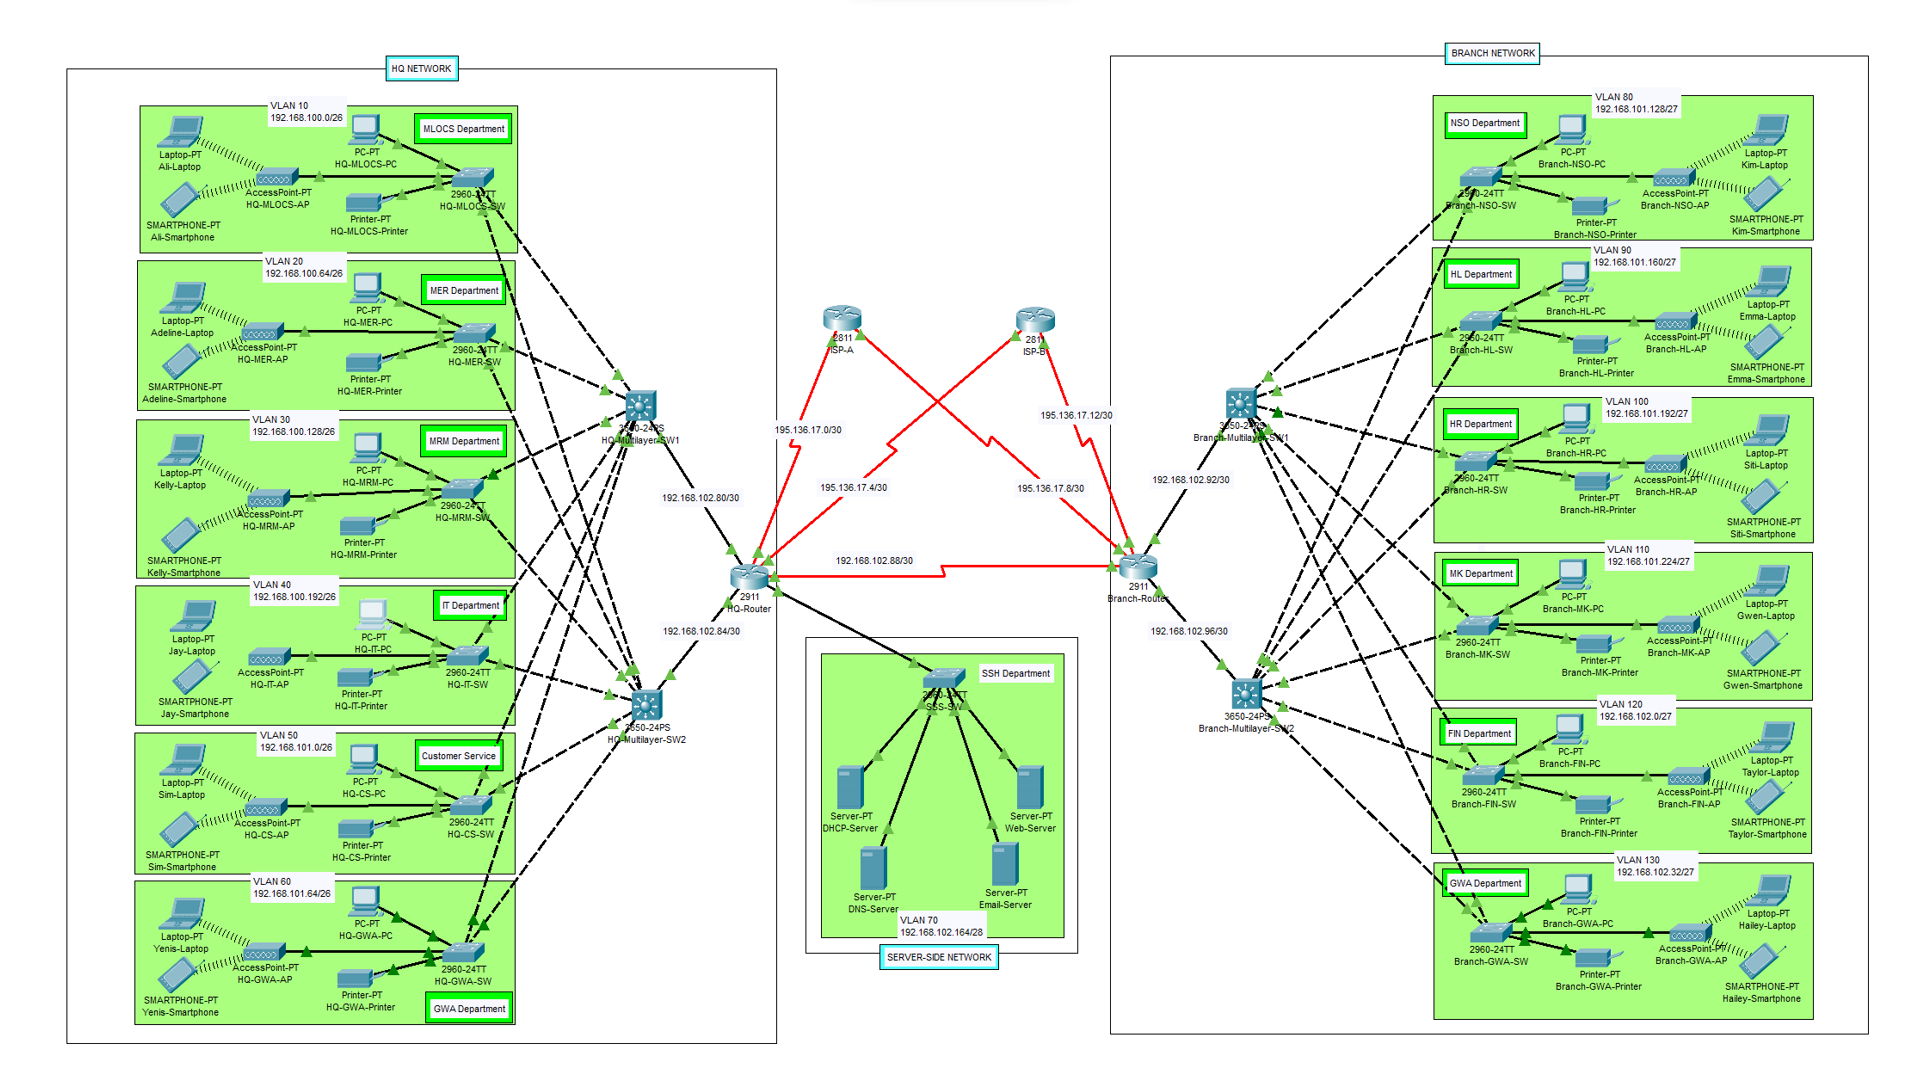 HQ NETWORK
VLAN 10
192.168.100.0/26
MLOCS Department
Laptop-PT
Ali-Laptop
PC-PT
HQ-MLOCS-PC
AccessPoint-PT
HQ-MLOCS-AP
2960-24TT
HQ-MLOCS-SW
SMARTPHONE-PT
Ali-Smartphone
Printer-PT
HQ-MLOCS-Printer
VLAN 20
192.168.100.64/26
MER Department
Laptop-PT
Adeline-Laptop
PC-PT
HQ-MER-PC
AccessPoint-PT
HQ-MER-AP
2960-24TT
HQ-MER-SW
SMARTPHONE-PT
Adeline-Smartphone
Printer-PT
HQ-MER-Printer
VLAN 30
192.168.100.128/26
MRM Department
Laptop-PT
Kelly-Laptop
PC-PT
HQ-MRM-PC
AccessPoint-PT
HQ-MRM-AP
2960-24TT
HQ-MRM-SW
SMARTPHONE-PT
Kelly-Smartphone
Printer-PT
HQ-MRM-Printer
VLAN 40
192.168.100.192/26
IT Department
Laptop-PT
Jay-Laptop
PC-PT
HQ-IT-PC
AccessPoint-PT
HQ-IT-AP
2960-24TT
HQ-IT-SW
SMARTPHONE-PT
Jay-Smartphone
Printer-PT
HQ-IT-Printer
VLAN 50
192.168.101.0/26
Customer Service
Laptop-PT
Sim-Laptop
PC-PT
HQ-CS-PC
AccessPoint-PT
HQ-CS-AP
2960-24TT
HQ-CS-SW
SMARTPHONE-PT
Sim-Smartphone
Printer-PT
HQ-CS-Printer
VLAN 60
192.168.101.64/26
Laptop-PT
Yenis-Laptop
PC-PT
HQ-GWA-PC
AccessPoint-PT
HQ-GWA-AP
2960-24TT
HQ-GWA-SW
SMARTPHONE-PT
Yenis-Smartphone
Printer-PT
HQ-GWA-Printer
GWA Department
3650-24PS
HQ-Multilayer-SW1
192.168.102.80/30
192.168.102.84/30
3650-24PS
HQ-Multilayer-SW2
2911
HQ-Router
2811
ISP-A
2811
ISP-B
195.136.17.0/30
195.136.17.4/30
195.136.17.8/30
195.136.17.12/30
192.168.102.88/30
SSH Department
2960-24TT
SSS-SW
Server-PT
DHCP-Server
Server-PT
Web-Server
Server-PT
DNS-Server
Server-PT
Email-Server
VLAN 70
192.168.102.164/28
SERVER-SIDE NETWORK
BRANCH NETWORK
3650-24PS
Branch-Multilayer-SW1
192.168.102.92/30
2911
Branch-Router
192.168.102.96/30
3650-24PS
Branch-Multilayer-SW2
VLAN 80
192.168.101.128/27
NSO Department
PC-PT
Branch-NSO-PC
Laptop-PT
Kim-Laptop
2960-24TT
Branch-NSO-SW
AccessPoint-PT
Branch-NSO-AP
Printer-PT
Branch-NSO-Printer
SMARTPHONE-PT
Kim-Smartphone
VLAN 90
192.168.101.160/27
HL Department
PC-PT
Branch-HL-PC
Laptop-PT
Emma-Laptop
2960-24TT
Branch-HL-SW
AccessPoint-PT
Branch-HL-AP
Printer-PT
Branch-HL-Printer
SMARTPHONE-PT
Emma-Smartphone
VLAN 100
192.168.101.192/27
HR Department
PC-PT
Branch-HR-PC
Laptop-PT
Siti-Laptop
2960-24TT
Branch-HR-SW
AccessPoint-PT
Branch-HR-AP
Printer-PT
Branch-HR-Printer
SMARTPHONE-PT
Siti-Smartphone
VLAN 110
192.168.101.224/27
MK Department
PC-PT
Branch-MK-PC
Laptop-PT
Gwen-Laptop
2960-24TT
Branch-MK-SW
AccessPoint-PT
Branch-MK-AP
Printer-PT
Branch-MK-Printer
SMARTPHONE-PT
Gwen-Smartphone
VLAN 120
192.168.102.0/27
FIN Department
PC-PT
Branch-FIN-PC
Laptop-PT
Taylor-Laptop
2960-24TT
Branch-FIN-SW
AccessPoint-PT
Branch-FIN-AP
Printer-PT
Branch-FIN-Printer
SMARTPHONE-PT
Taylor-Smartphone
VLAN 130
192.168.102.32/27
GWA Department
PC-PT
Branch-GWA-PC
Laptop-PT
Hailey-Laptop
2960-24TT
Branch-GWA-SW
AccessPoint-PT
Branch-GWA-AP
Printer-PT
Branch-GWA-Printer
SMARTPHONE-PT
Hailey-Smartphone